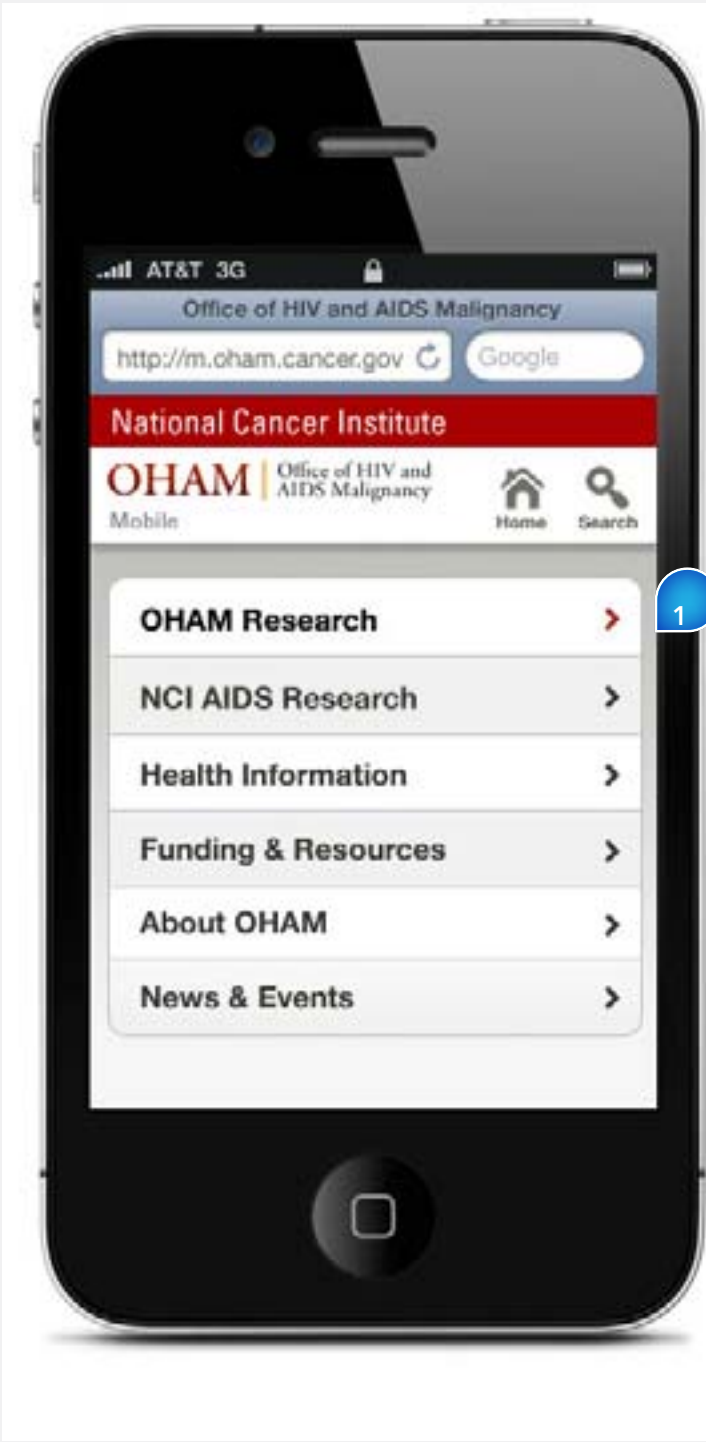 AT&T 3G
Office of HIV and AIDS Malignancy
http://m.oham.cancer.gov
Google
National Cancer Institute
OHAM
Office of HIV and
AIDS Malignancy
Mobile
Home
Search
OHAM Research
1
NCI AIDS Research
Health Information
Funding & Resources
About OHAM
News & Events